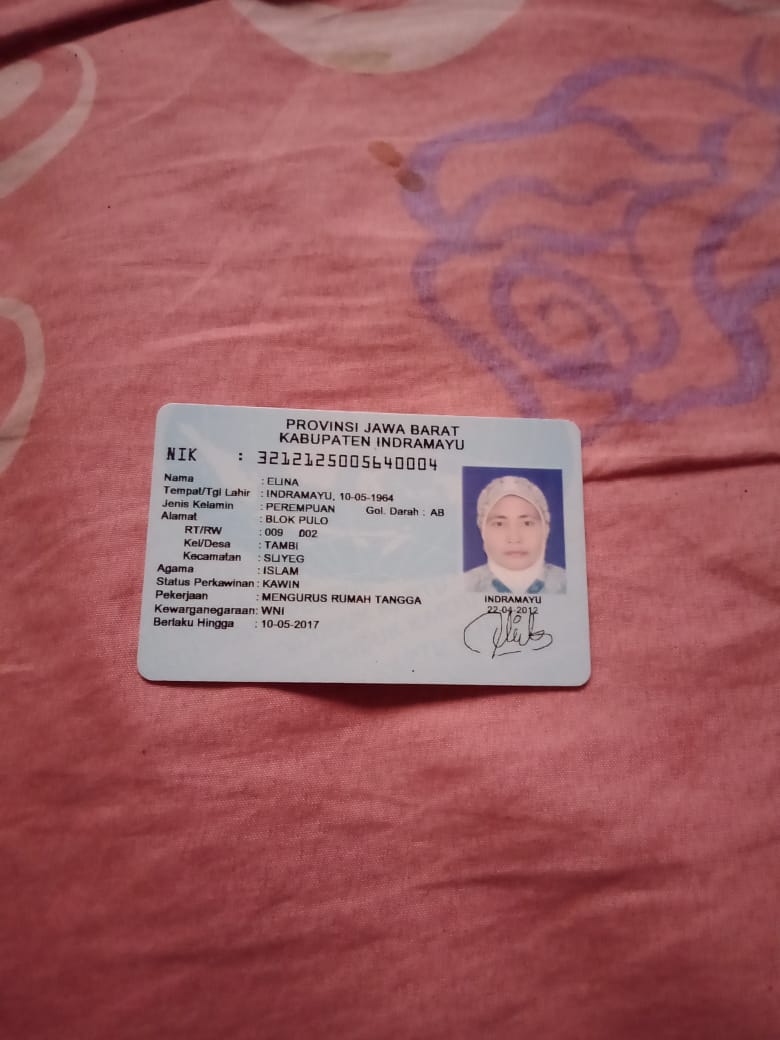 PROVINSI JAWA BARAT
KABUPATEN INDRAMAYU
NIK : 3212125005640004
Nama : ELINA
Tempat/Tgl Lahir : INDRAMAYU, 10-05-1964
Jenis Kelamin : PEREMPUAN Gol. Darah : AB
Alamat : BLOK PULO
RT/RW : 009 002
Kel/Desa : TAMBI
Kecamatan : SLIYEG
Agama : ISLAM
Status Perkawinan : KAWIN
Pekerjaan : MENGURUS RUMAH TANGGA
Kewarganegaraan: WNI
Berlaku Hingga : 10-05-2017
INDRAMAYU
22-04-2012